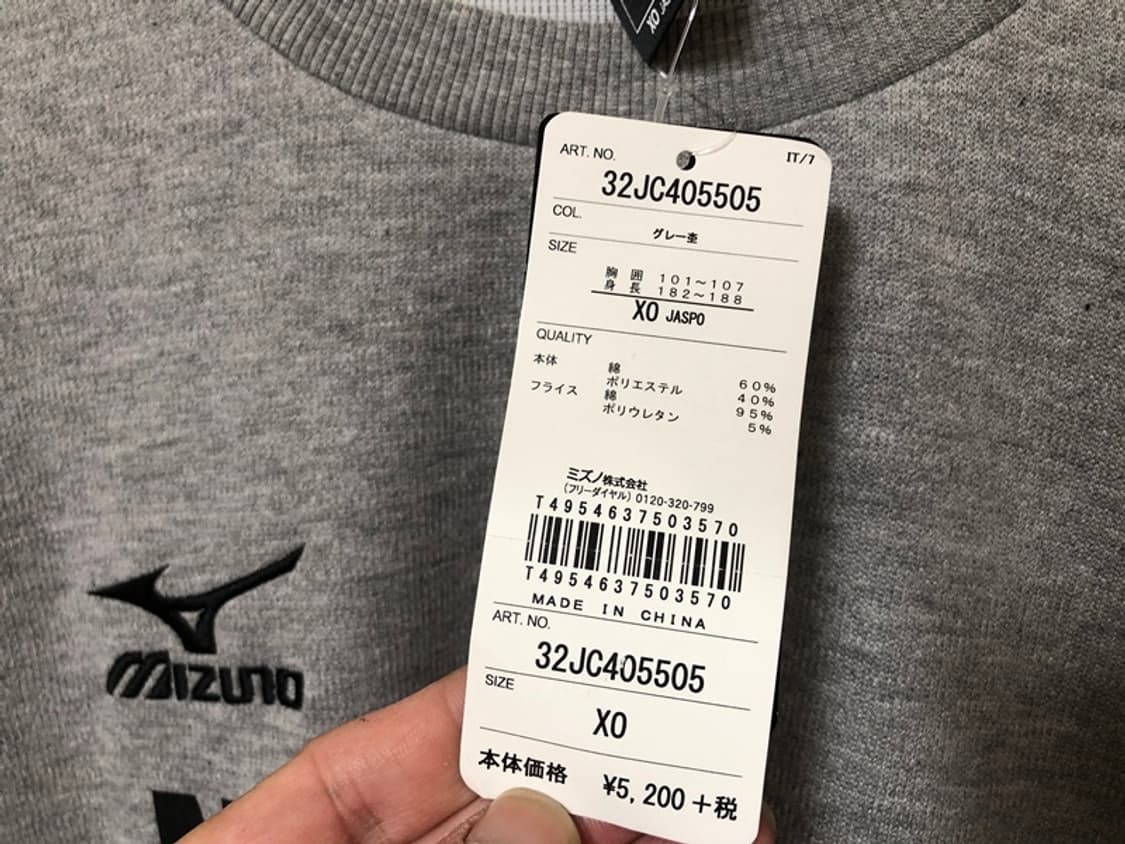 ART. NO.
IT/7
32JC405505
COL.
グレー杢
SIZE
胸 囲 101〜107
身 長 182〜188
XO JASPO
QUALITY
本体 綿 60%
ポリエステル 40%
フライス 綿 95%
ポリウレタン 5%
ミズノ株式会社
(フリーダイヤル) 0120-320-799
T4954637503570
T4954637503570
MADE IN CHINA
ART. NO.
32JC405505
SIZE
XO
本体価格 ¥5,200+税
MIZUNO